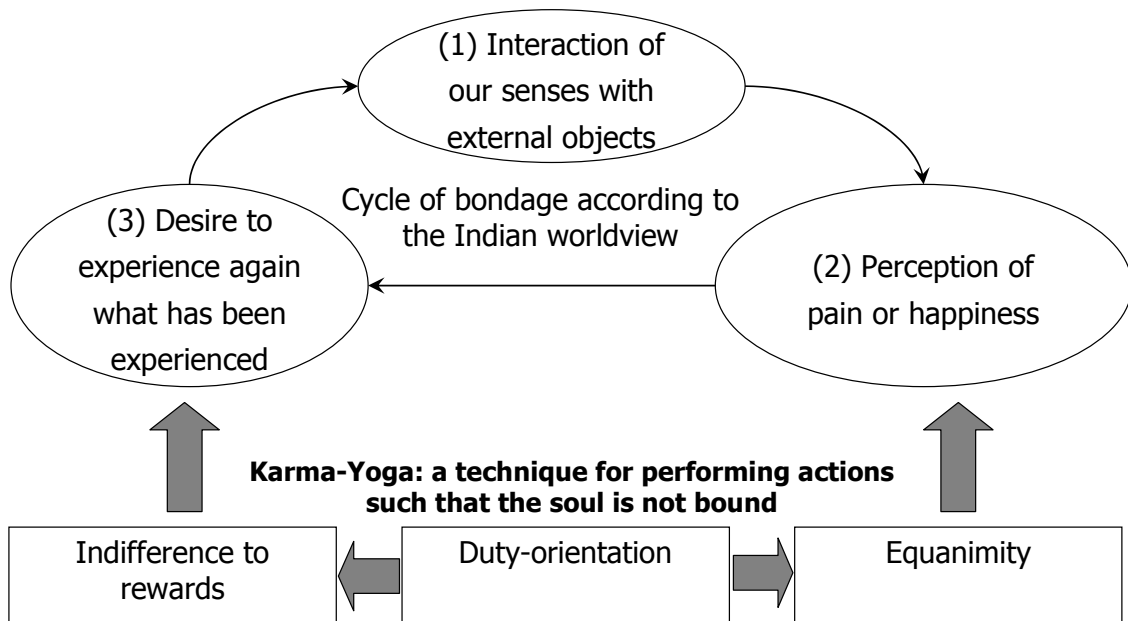 (1) Interaction of
our senses with
external objects
Cycle of bondage according to
the Indian worldview
(3) Desire to
experience again
what has been
experienced
(2) Perception of
pain or happiness
Karma-Yoga: a technique for performing actions
such that the soul is not bound
Indifference to
rewards
Duty-orientation
Equanimity